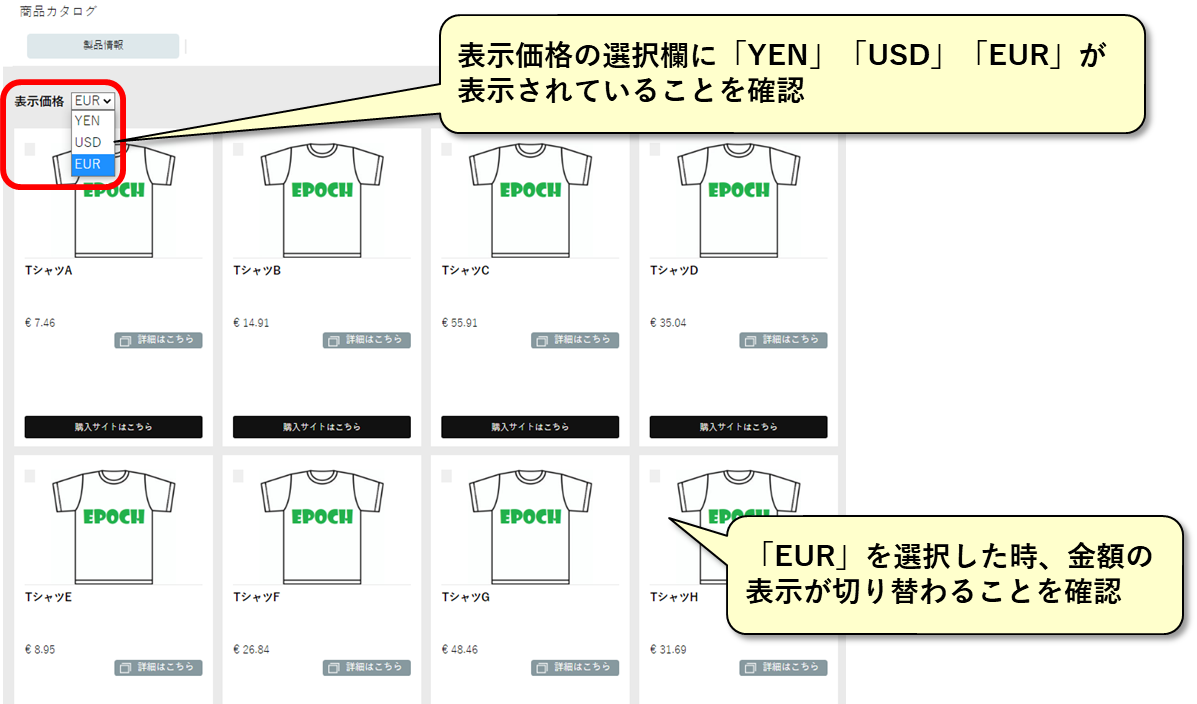 商品カタログ
製品情報
表示価格の選択欄に「YEN」「USD」「EUR」が
表示されていることを確認
表示価格 EUR
YEN
USD
EUR
EPOCH EPOCH EPOCH EPOCH
TシャツA TシャツB TシャツC TシャツD
€ 7.46 € 14.91 € 55.91 € 35.04
詳細はこちら 詳細はこちら 詳細はこちら 詳細はこちら
購入サイトはこちら 購入サイトはこちら 購入サイトはこちら 購入サイトはこちら
EPOCH EPOCH EPOCH EPOCH
「EUR」を選択した時、金額の
表示が切り替わることを確認
TシャツE TシャツF TシャツG TシャツH
€ 8.95 € 26.84 € 48.46 € 31.69
詳細はこちら 詳細はこちら 詳細はこちら 詳細はこちら